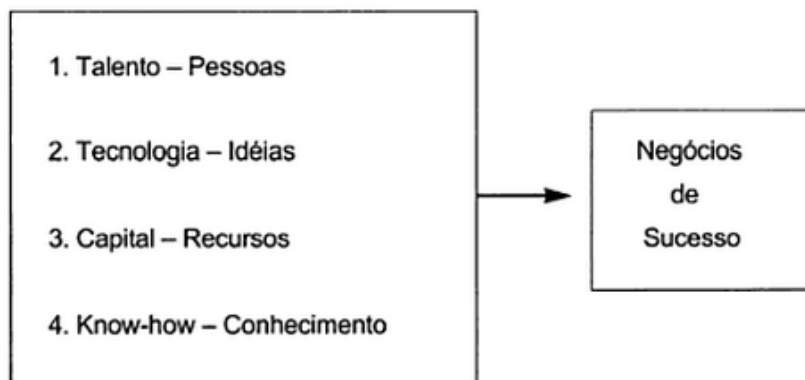 1. Talento – Pessoas
2. Tecnologia – Idéias
3. Capital – Recursos
4. Know-how – Conhecimento
Negócios
de
Sucesso